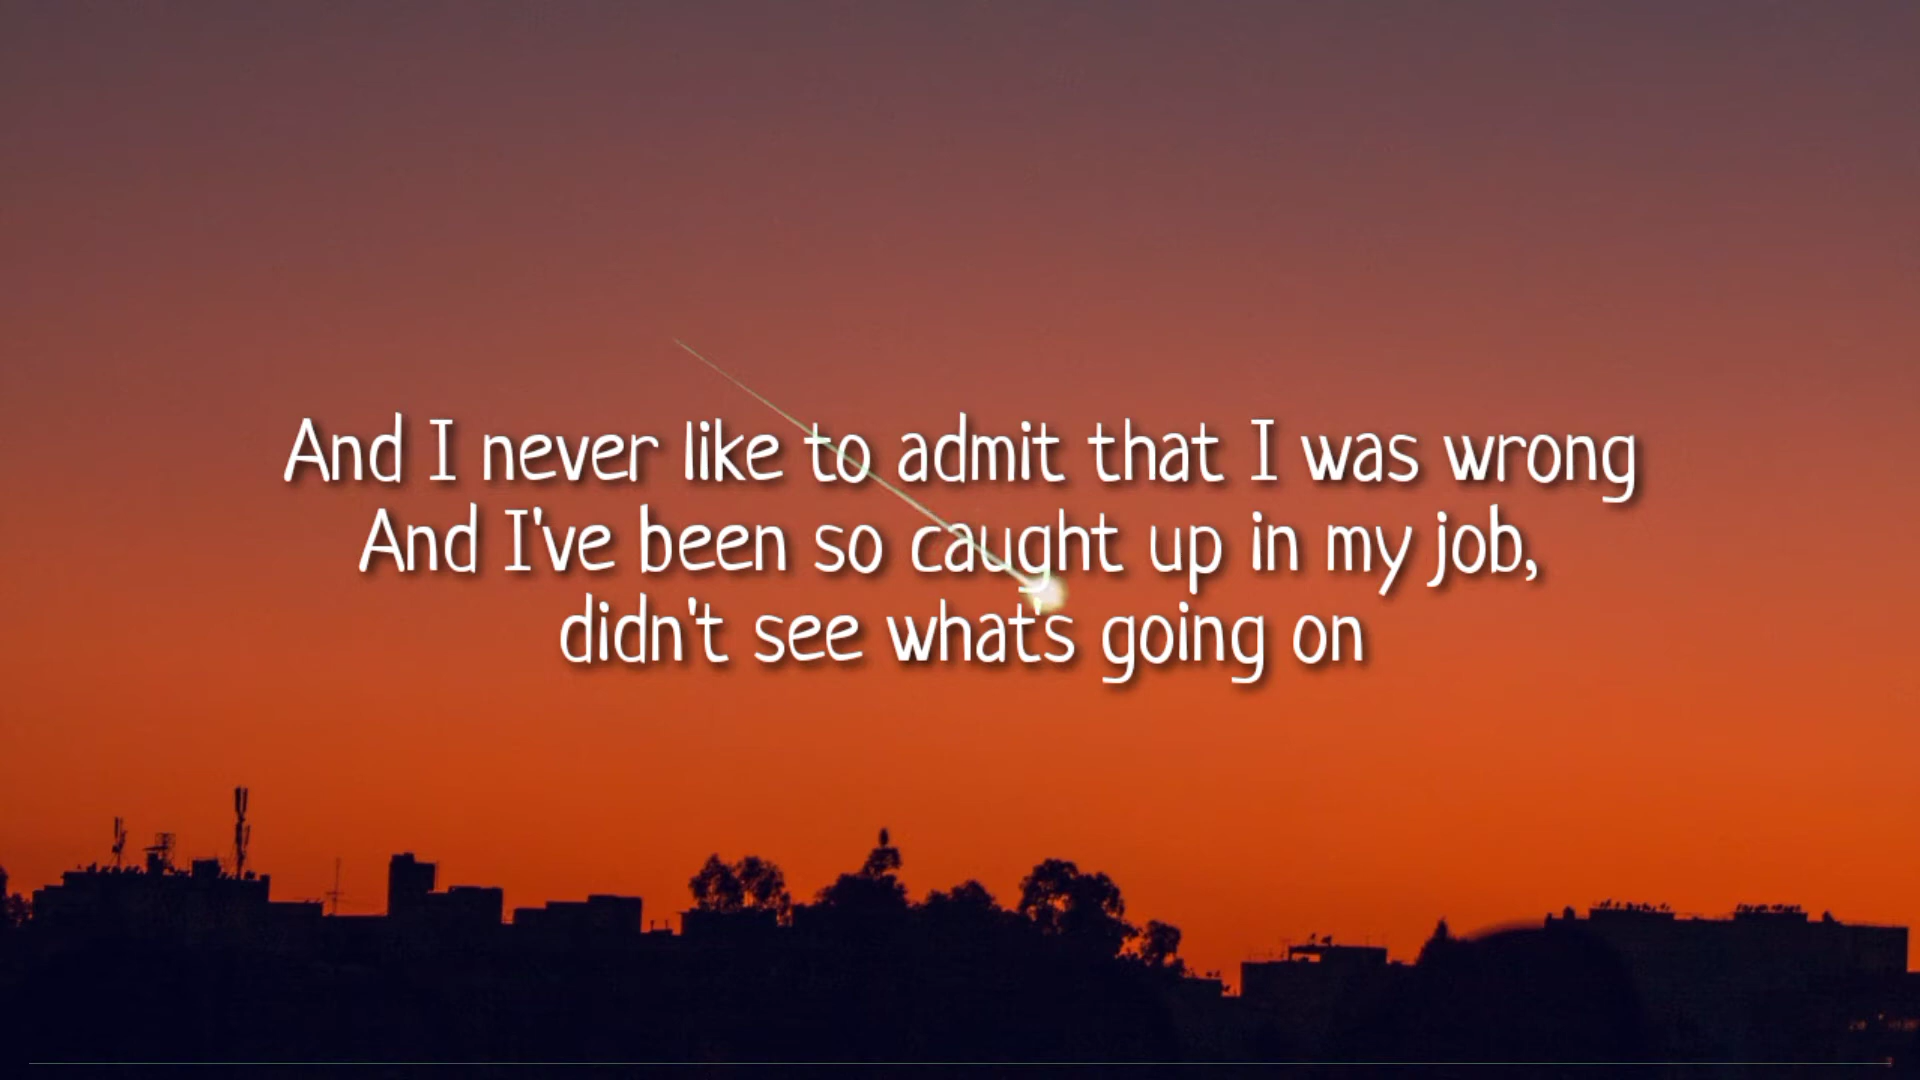 And I never like to admit that I was wrong
And I've been so caught up in my job,
didn't see what's going on